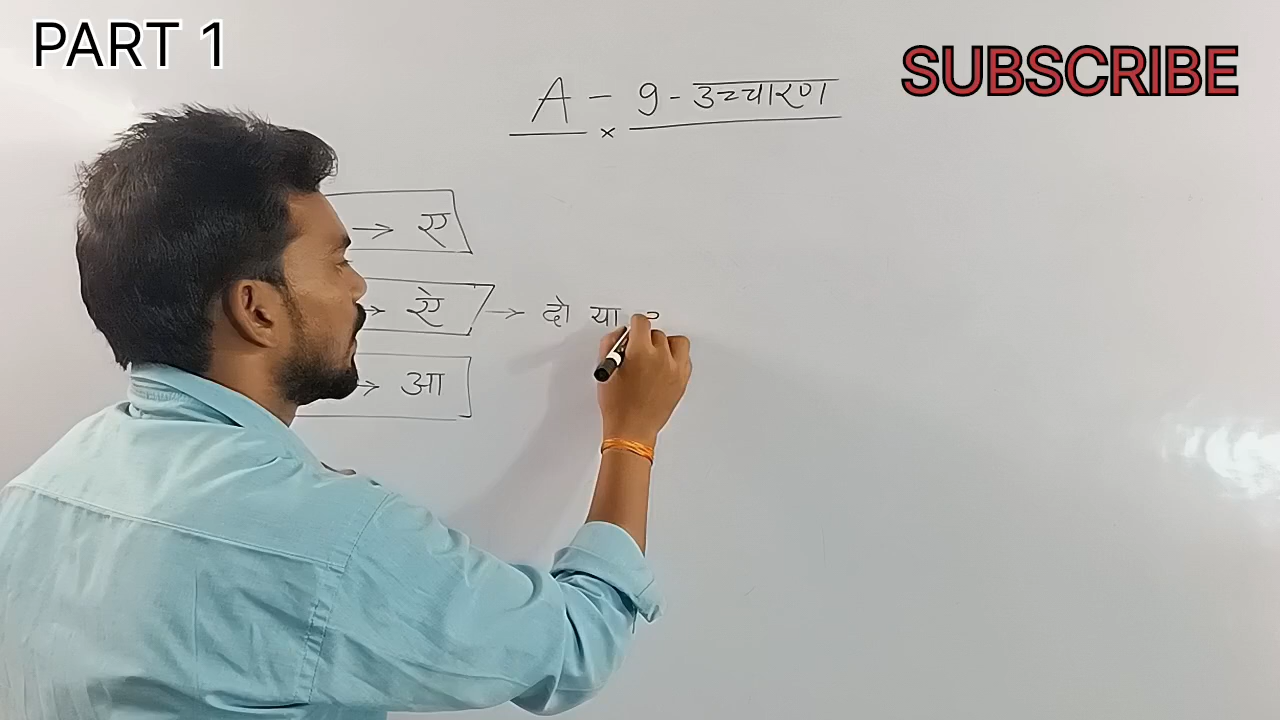 PART 1
SUBSCRIBE
A - 9 - उच्चारण
×
→ ए
→ ऐ → दो या
→ आ